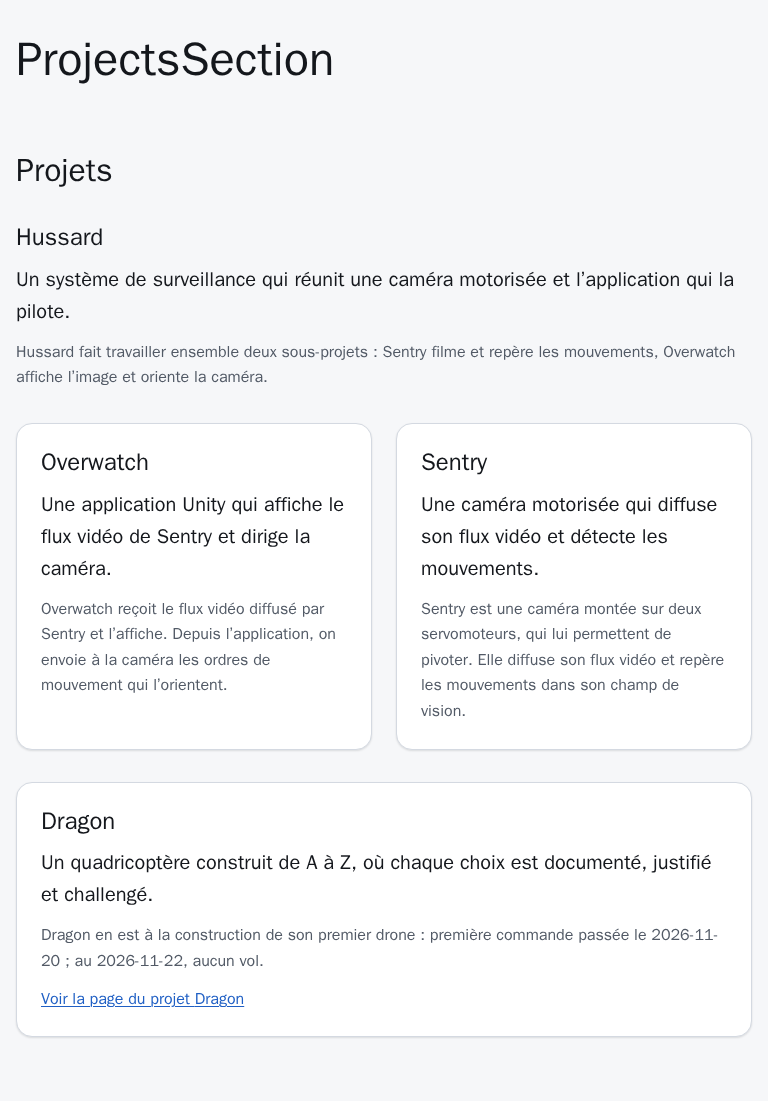 ProjectsSection
Projets
Hussard
Un système de surveillance qui réunit une caméra motorisée et l’application qui la
pilote.
Hussard fait travailler ensemble deux sous-projets : Sentry filme et repère les mouvements, Overwatch
affiche l’image et oriente la caméra.
Overwatch
Une application Unity qui affiche le
flux vidéo de Sentry et dirige la
caméra.
Overwatch reçoit le flux vidéo diffusé par
Sentry et l’affiche. Depuis l’application, on
envoie à la caméra les ordres de
mouvement qui l’orientent.
Sentry
Une caméra motorisée qui diffuse
son flux vidéo et détecte les
mouvements.
Sentry est une caméra montée sur deux
servomoteurs, qui lui permettent de
pivoter. Elle diffuse son flux vidéo et repère
les mouvements dans son champ de
vision.
Dragon
Un quadricoptère construit de A à Z, où chaque choix est documenté, justifié
et challengé.
Dragon en est à la construction de son premier drone : première commande passée le 2026-11-
20 ; au 2026-11-22, aucun vol.
Voir la page du projet Dragon